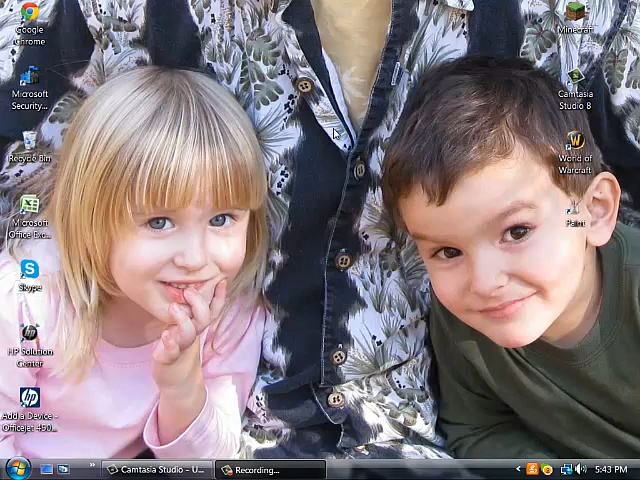 Google
Chrome
Microsoft
Security...
Recycle Bin
Microsoft
Office Exc...
Skype
HP Solution
Center
Add a Device -
Officejet 450...
Minecraft
Camtasia
Studio 8
World of
Warcraft
Paint
Camtasia Studio - U...
Recording...
5:43 PM